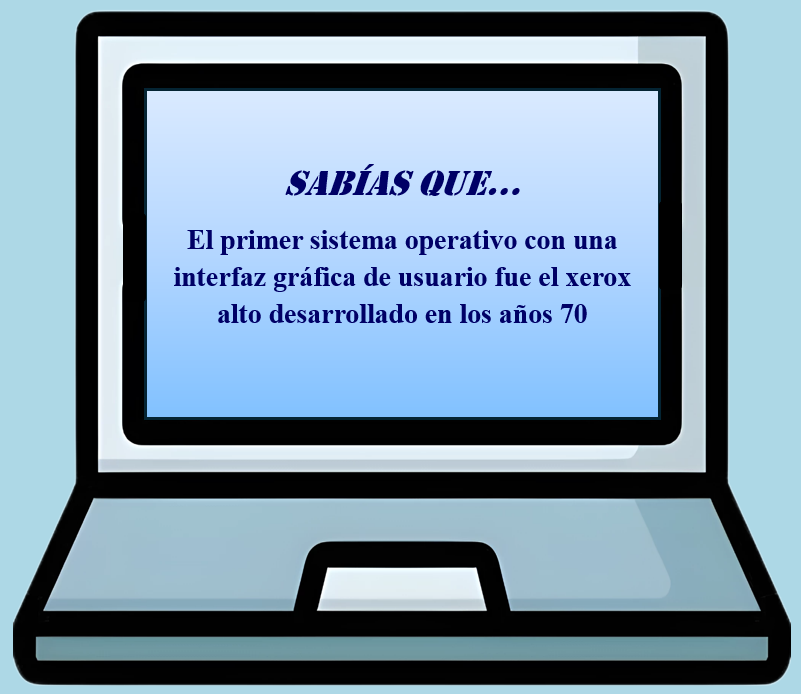 SABÍAS QUE...
El primer sistema operativo con una
interfaz gráfica de usuario fue el xerox
alto desarrollado en los años 70